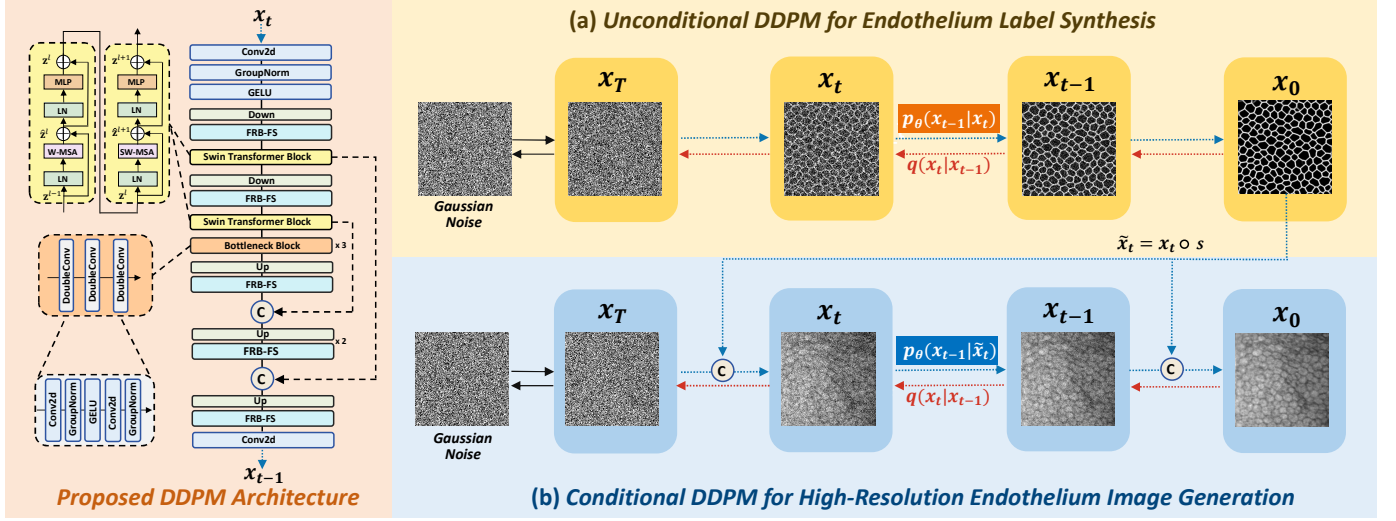 x_t
Conv2d
GroupNorm
GELU
Down
FRB-FS
Swin Transformer Block
Down
FRB-FS
Swin Transformer Block
Bottleneck Block
x 3
Up
FRB-FS
C
Up
x 2
FRB-FS
C
Up
FRB-FS
Conv2d
x_{t-1}
z^l
MLP
LN
ẑ^l
W-MSA
LN
z^{l-1}
z^{l+1}
MLP
LN
ẑ^{l+1}
SW-MSA
LN
z^l
DoubleConv
DoubleConv
DoubleConv
Conv2d
GroupNorm
GELU
Conv2d
GroupNorm
Proposed DDPM Architecture
(a) Unconditional DDPM for Endothelium Label Synthesis
Gaussian
Noise
x_T
x_t
p_θ(x_{t-1}|x_t)
q(x_t|x_{t-1})
x_{t-1}
x_0
x̃_t = x_t ∘ s
Gaussian
Noise
x_T
C
x_t
p_θ(x_{t-1}|x̃_t)
q(x_t|x_{t-1})
x_{t-1}
C
x_0
(b) Conditional DDPM for High-Resolution Endothelium Image Generation